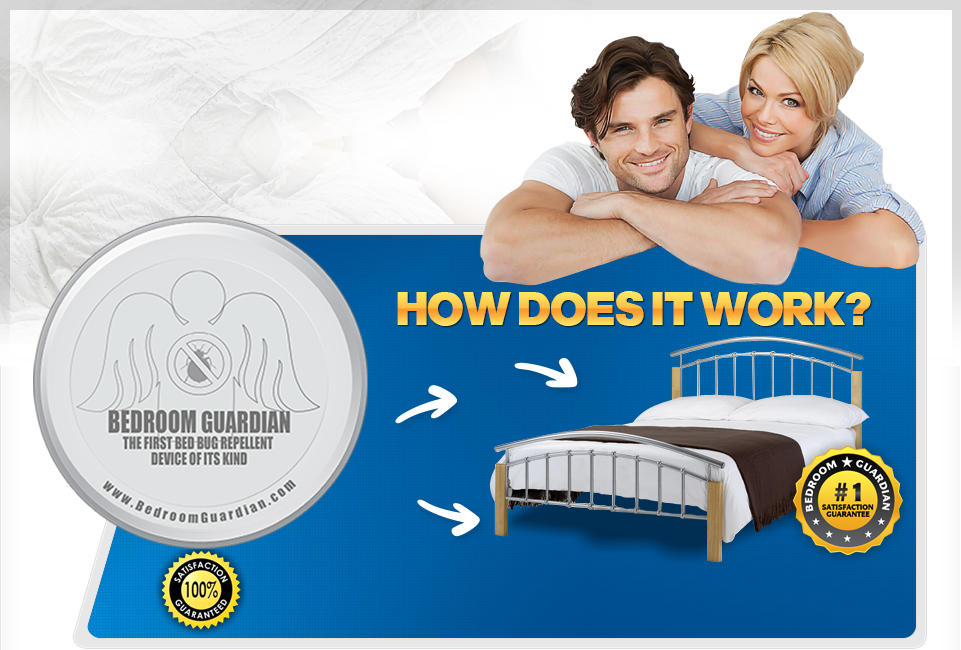 HOW DOES IT WORK?
BEDROOM GUARDIAN
THE FIRST BED BUG REPELLENT
DEVICE OF ITS KIND
www.BedroomGuardian.com
BEDROOM ★ GUARDIAN
#1
SATISFACTION
GUARANTEE
SATISFACTION
100%
GUARANTEED